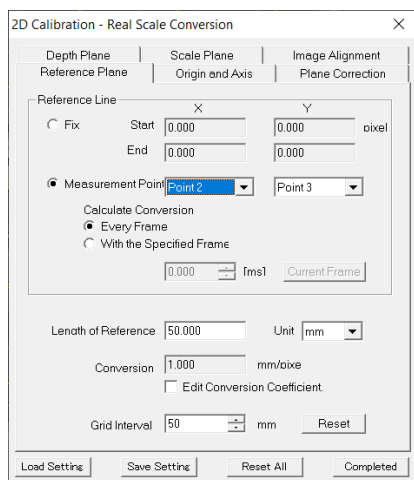 2D Calibration - Real Scale Conversion
Depth Plane Scale Plane Image Alignment
Reference Plane Origin and Axis Plane Correction
Reference Line
X Y
Fix Start 0.000 0.000 pixel
End 0.000 0.000
Measurement Point Point 2 Point 3
Calculate Conversion
Every Frame
With the Specified Frame
0.000 [ms] Current Frame
Length of Reference 50.000 Unit mm
Conversion 1.000 mm/pixe
Edit Conversion Coefficient.
Grid Interval 50 mm Reset
Load Setting Save Setting Reset All Completed